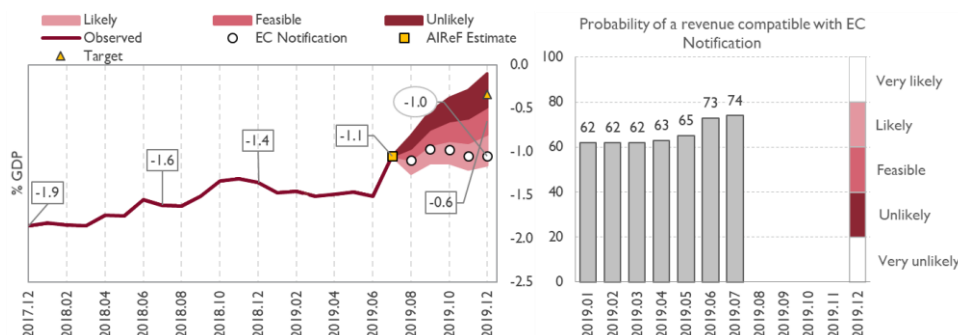 Likely Feasible Unlikely
Observed EC Notification AIReF Estimate
Target
% GDP
0.0
-0.5
-1.0
-1.5
-2.0
-2.5
-1.9
-1.6
-1.4
-1.1
-1.0
-0.6
2017.12 2018.02 2018.04 2018.06 2018.08 2018.10 2018.12 2019.02 2019.04 2019.06 2019.08 2019.10 2019.12
Probability of a revenue compatible with EC
Notification
100
80
60
40
20
0
62 62 62 63 65 73 74
2019.01 2019.02 2019.03 2019.04 2019.05 2019.06 2019.07 2019.08 2019.09 2019.10 2019.11 2019.12
Very likely
Likely
Feasible
Unlikely
Very unlikely